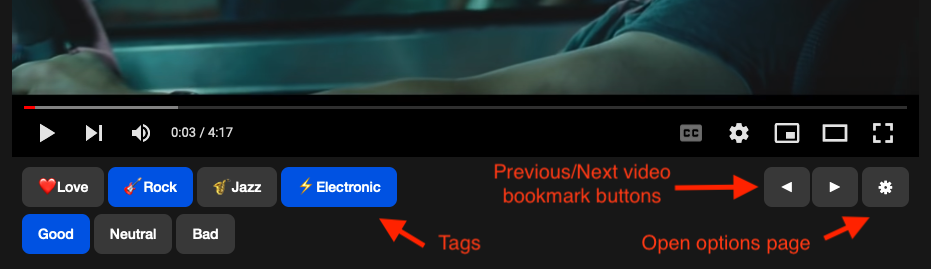 CC
0:03 / 4:17
Previous/Next video
bookmark buttons
❤️Love 🎸Rock 🎷Jazz ⚡Electronic
Good Neutral Bad
Tags
Open options page